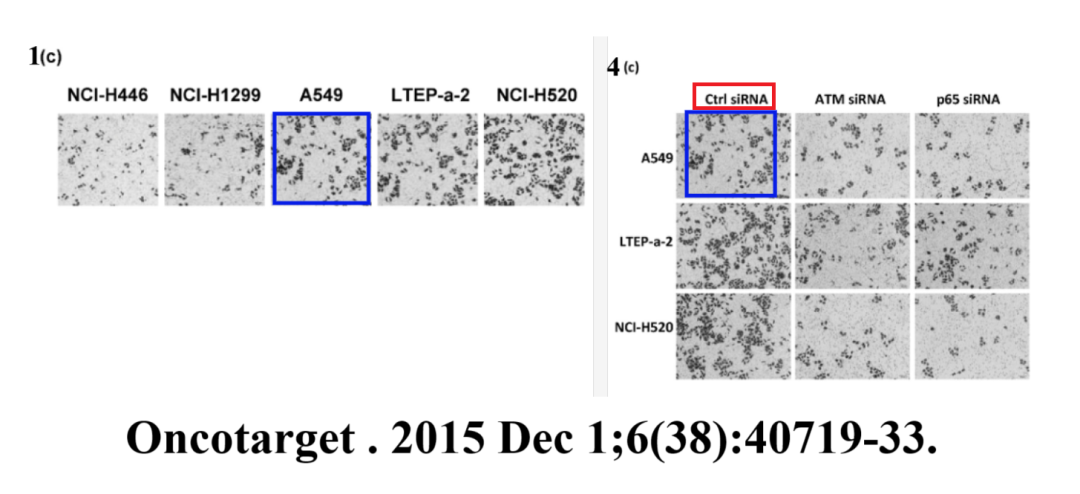 1(c)
NCI-H446 NCI-H1299 A549 LTEP-a-2 NCI-H520
4 (c)
Ctrl siRNA ATM siRNA p65 siRNA
A549
LTEP-a-2
NCI-H520
Oncotarget . 2015 Dec 1;6(38):40719-33.